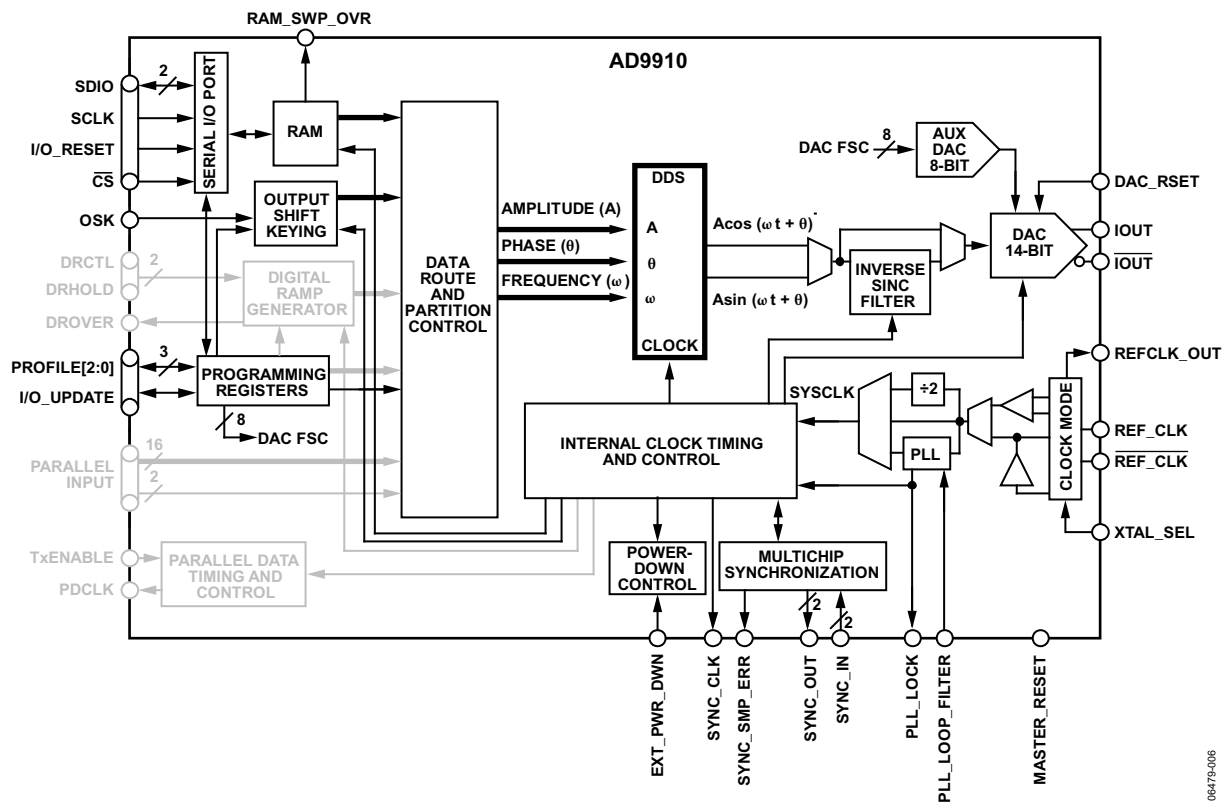 RAM_SWP_OVR
AD9910
SDIO
2
SCLK
I/O_RESET
CS
SERIAL I/O PORT
RAM
OSK
OUTPUT
SHIFT
KEYING
DRCTL
2
DRHOLD
DROVER
DIGITAL
RAMP
GENERATOR
PROFILE[2:0]
3
I/O_UPDATE
PROGRAMMING
REGISTERS
8
DAC FSC
PARALLEL
INPUT
16
2
TxENABLE
PDCLK
PARALLEL DATA
TIMING AND
CONTROL
DATA
ROUTE
AND
PARTITION
CONTROL
AMPLITUDE (A)
PHASE (θ)
FREQUENCY (ω)
DDS
A
θ
ω
CLOCK
Acos (ωt + θ)
Asin (ωt + θ)
DAC FSC
8
AUX
DAC
8-BIT
INVERSE
SINC
FILTER
DAC
14-BIT
DAC_RSET
IOUT
IOUT
REFCLK_OUT
SYSCLK
÷2
PLL
CLOCK MODE
REF_CLK
REF_CLK
XTAL_SEL
INTERNAL CLOCK TIMING
AND CONTROL
POWER-
DOWN
CONTROL
MULTICHIP
SYNCHRONIZATION
2
2
EXT_PWR_DWN
SYNC_CLK
SYNC_SMP_ERR
SYNC_OUT
SYNC_IN
PLL_LOCK
PLL_LOOP_FILTER
MASTER_RESET
06479-006